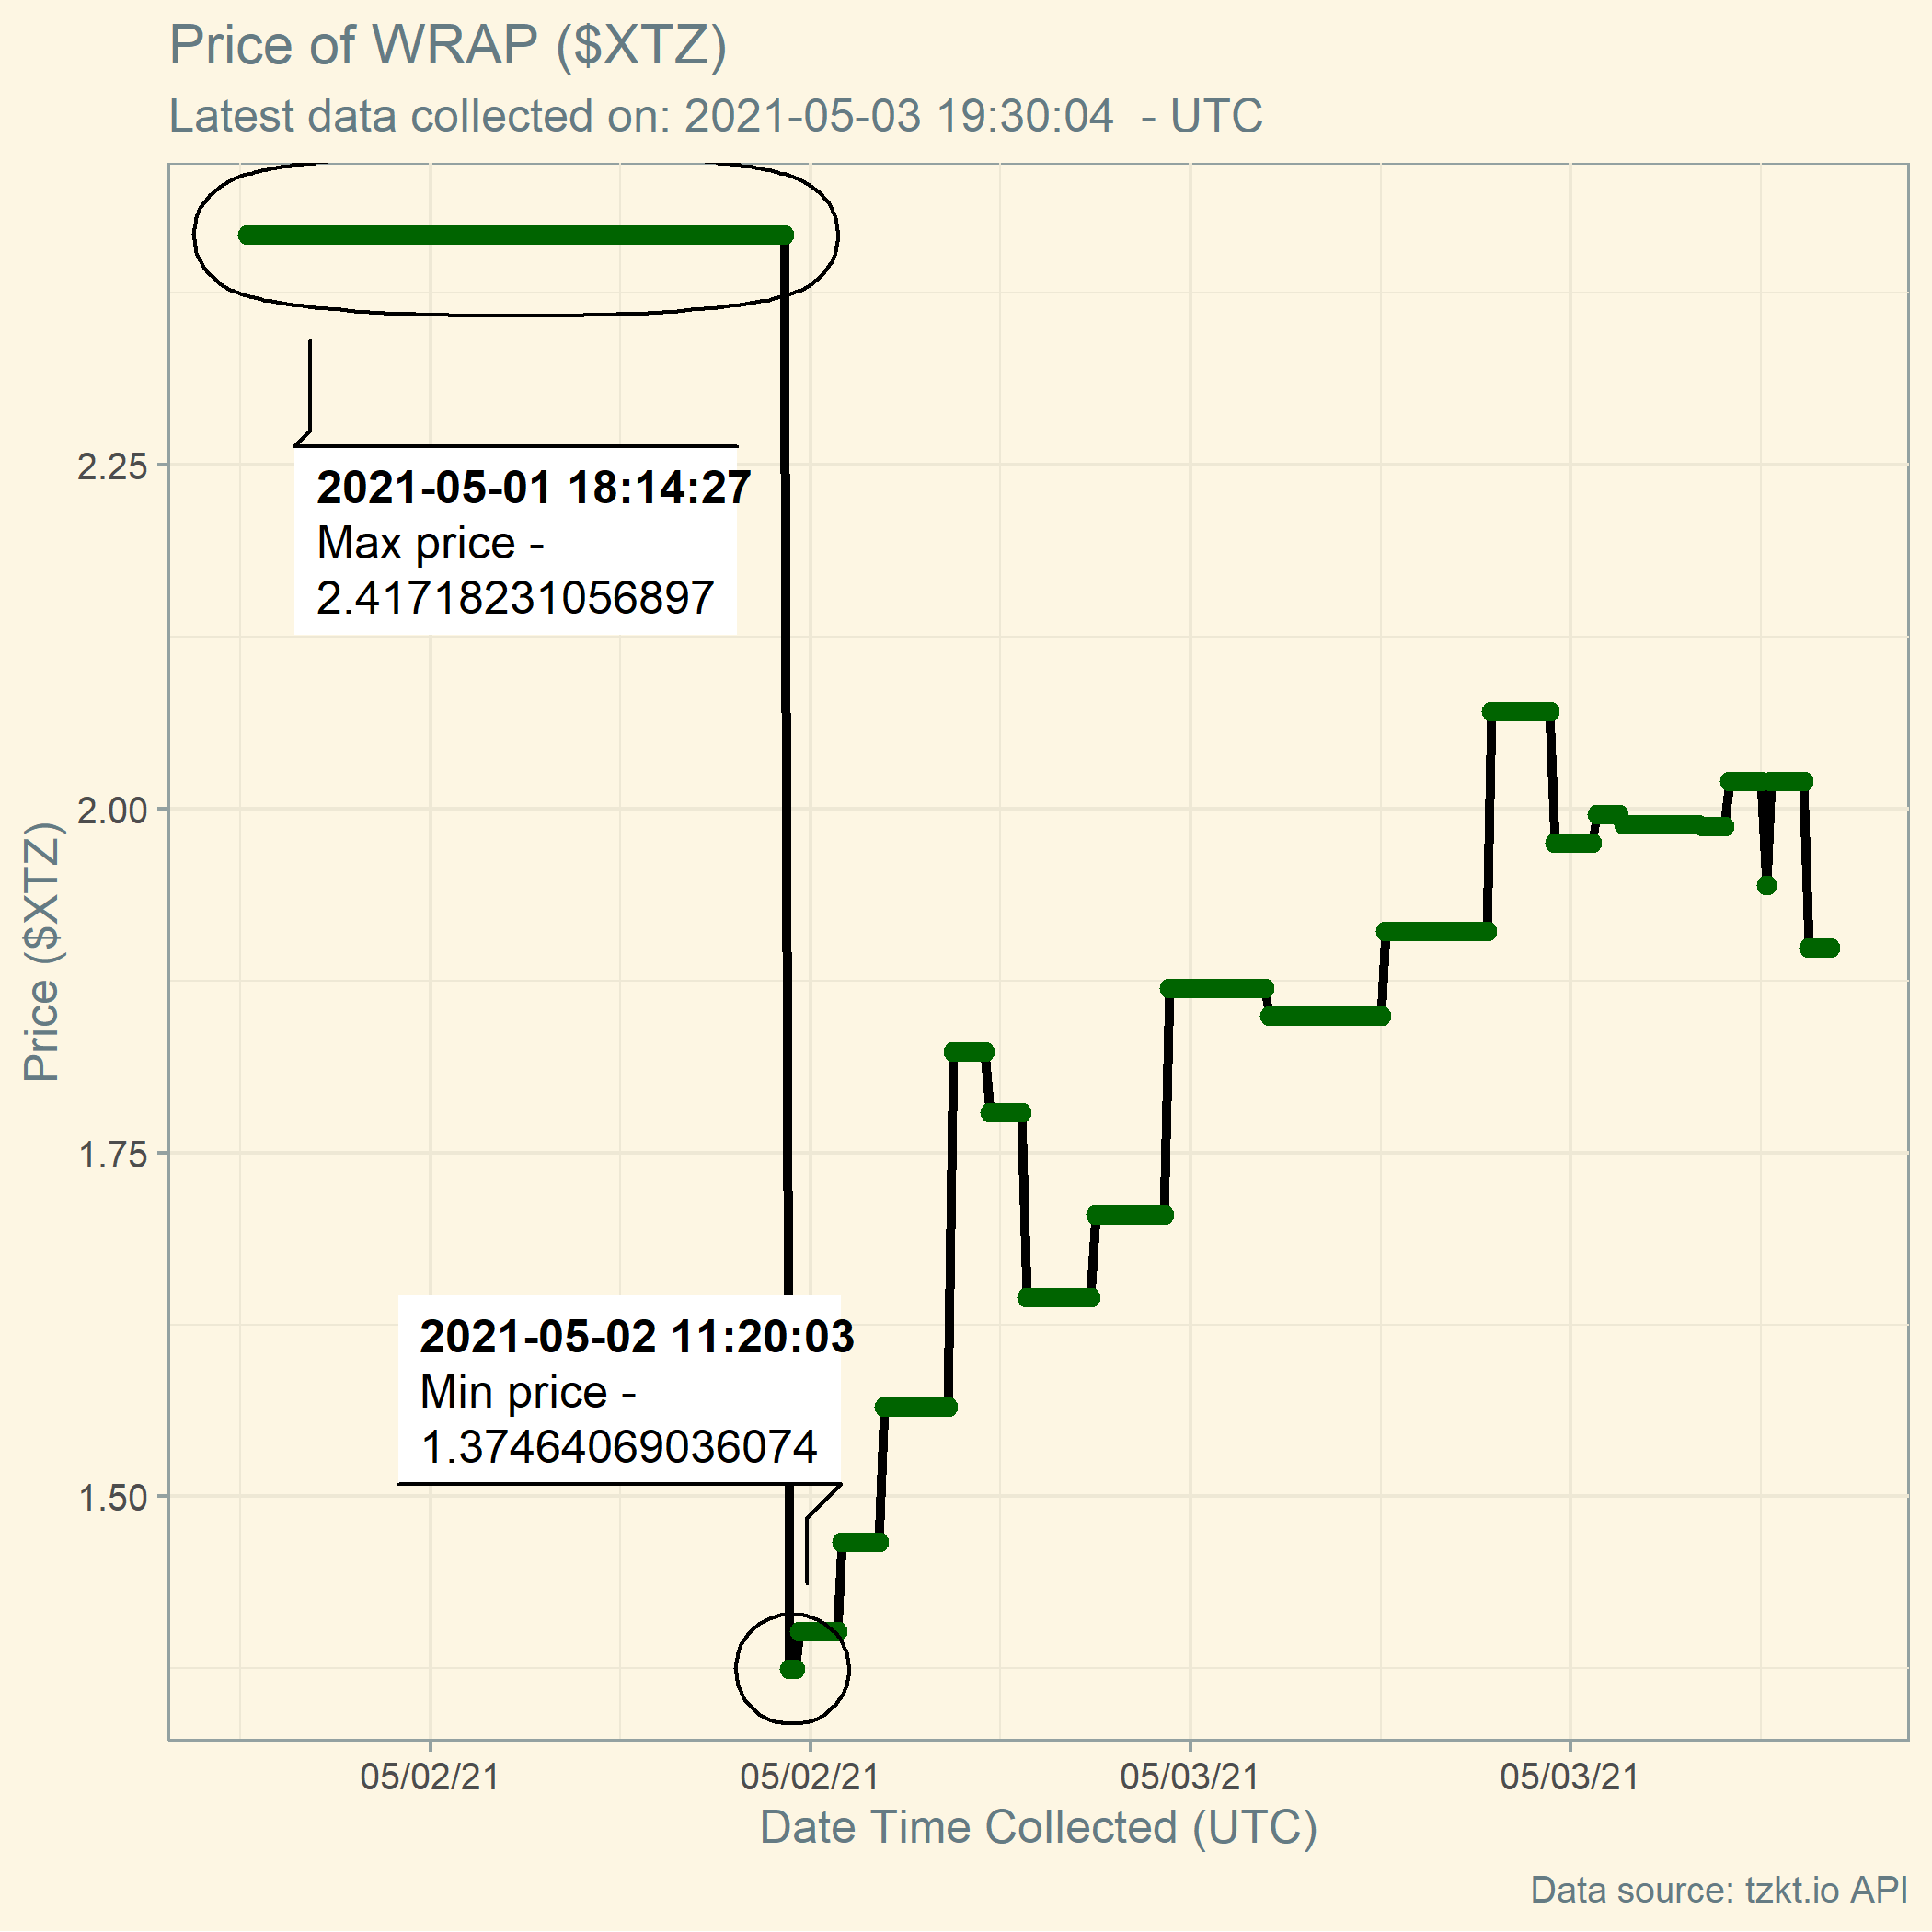 Price of WRAP ($XTZ)
Latest data collected on: 2021-05-03 19:30:04  - UTC
2021-05-01 18:14:27
Max price -
2.41718231056897
2021-05-02 11:20:03
Min price -
1.37464069036074
Price ($XTZ)
2.25
2.00
1.75
1.50
05/02/21
05/02/21
05/03/21
05/03/21
Date Time Collected (UTC)
Data source: tzkt.io API